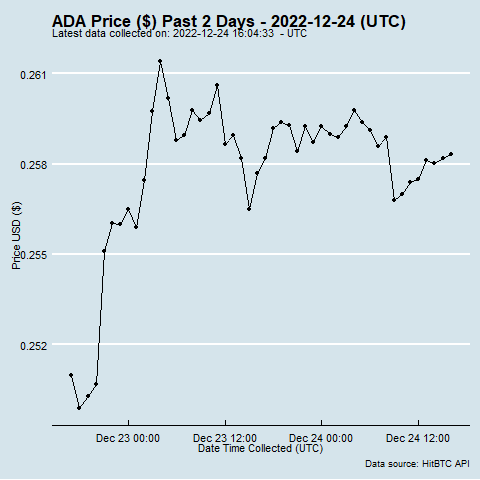 ADA Price ($) Past 2 Days - 2022-12-24 (UTC)
Latest data collected on: 2022-12-24 16:04:33 - UTC
0.261
0.258
0.255
0.252
Price USD ($)
Dec 23 00:00 Dec 23 12:00 Dec 24 00:00 Dec 24 12:00
Date Time Collected (UTC)
Data source: HitBTC API